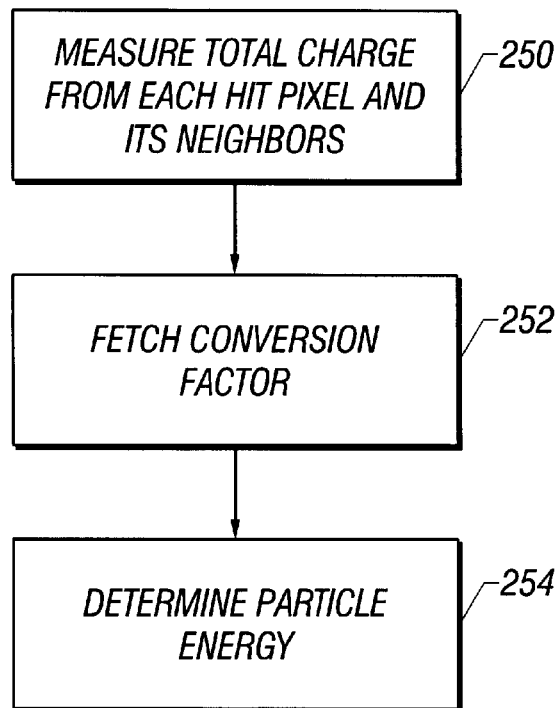 MEASURE TOTAL CHARGE
FROM EACH HIT PIXEL AND
ITS NEIGHBORS
250
FETCH CONVERSION
FACTOR
252
DETERMINE PARTICLE
ENERGY
254